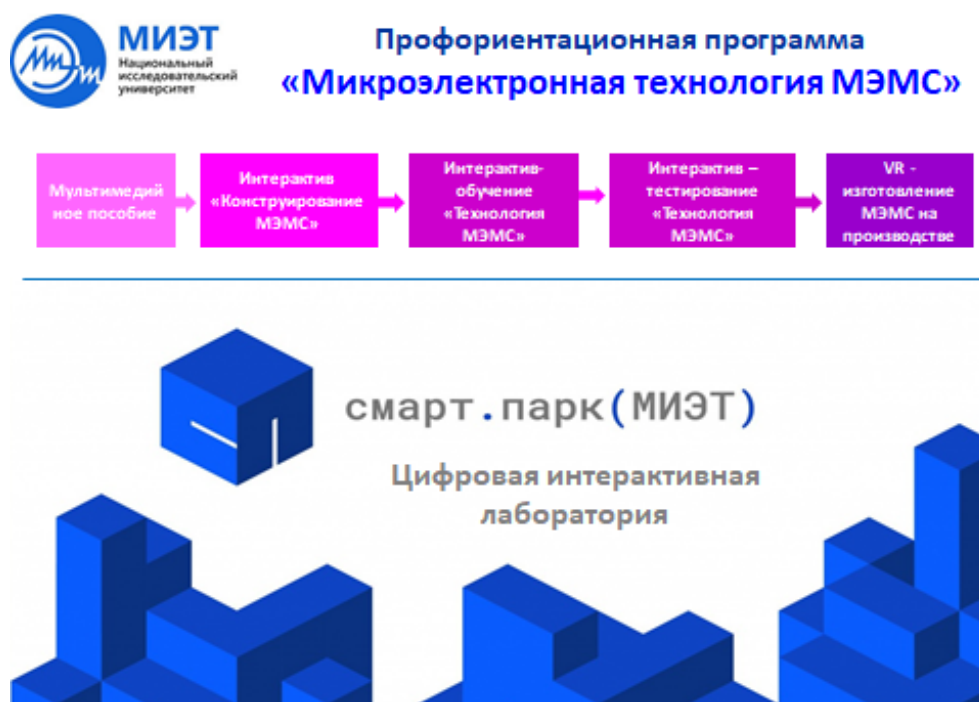 МИЭТ
Национальный
исследовательский
университет
Профориентационная программа
«Микроэлектронная технология МЭМС»
Мультимедий
ное пособие
Интерактив
«Конструирование
МЭМС»
Интерактив-
обучение
«Технология
МЭМС»
Интерактив –
тестирование
«Технология
МЭМС»
VR -
изготовление
МЭМС на
производстве
смарт.парк(МИЭТ)
Цифровая интерактивная
лаборатория